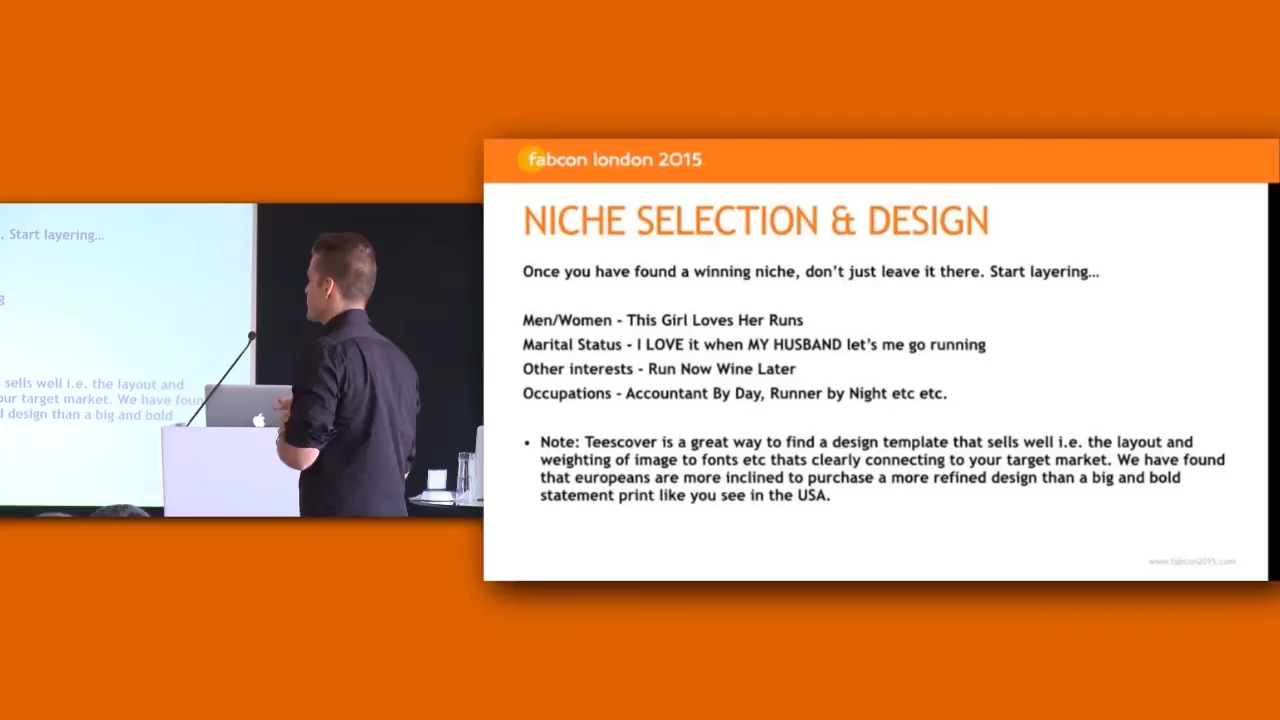 . Start layering...
g
sells well i.e. the layout and
our target market. We have foun
d design than a big and bold
fabcon london 2015
NICHE SELECTION & DESIGN
Once you have found a winning niche, don't just leave it there. Start layering...
Men/Women - This Girl Loves Her Runs
Marital Status - I LOVE it when MY HUSBAND let's me go running
Other interests - Run Now Wine Later
Occupations - Accountant By Day, Runner by Night etc etc.
• Note: Teescover is a great way to find a design template that sells well i.e. the layout and
weighting of image to fonts etc thats clearly connecting to your target market. We have found
that europeans are more inclined to purchase a more refined design than a big and bold
statement print like you see in the USA.
www.fabcon2015.com